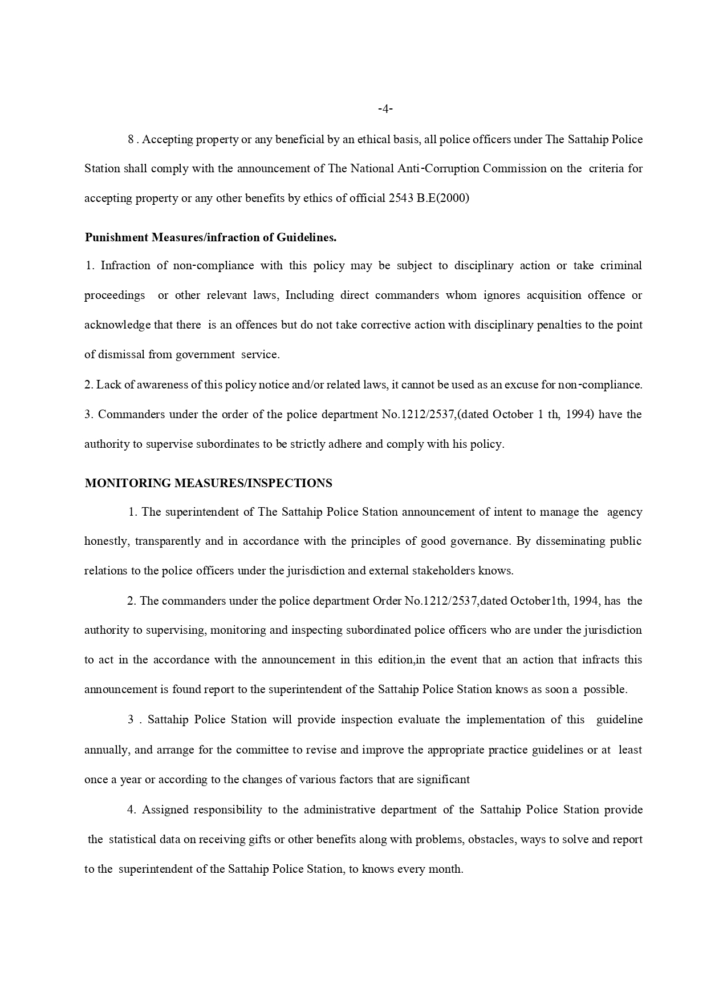 -4-
8 . Accepting property or any beneficial by an ethical basis, all police officers under The Sattahip Police
Station shall comply with the announcement of The National Anti-Corruption Commission on the criteria for
accepting property or any other benefits by ethics of official 2543 B.E(2000)
Punishment Measures/infraction of Guidelines.
1. Infraction of non-compliance with this policy may be subject to disciplinary action or take criminal
proceedings or other relevant laws, Including direct commanders whom ignores acquisition offence or
acknowledge that there is an offences but do not take corrective action with disciplinary penalties to the point
of dismissal from government service.
2. Lack of awareness of this policy notice and/or related laws, it cannot be used as an excuse for non-compliance.
3. Commanders under the order of the police department No.1212/2537,(dated October 1 th, 1994) have the
authority to supervise subordinates to be strictly adhere and comply with his policy.
MONITORING MEASURES/INSPECTIONS
1. The superintendent of The Sattahip Police Station announcement of intent to manage the agency
honestly, transparently and in accordance with the principles of good governance. By disseminating public
relations to the police officers under the jurisdiction and external stakeholders knows.
2. The commanders under the police department Order No.1212/2537,dated October1th, 1994, has the
authority to supervising, monitoring and inspecting subordinated police officers who are under the jurisdiction
to act in the accordance with the announcement in this edition,in the event that an action that infracts this
announcement is found report to the superintendent of the Sattahip Police Station knows as soon a possible.
3 . Sattahip Police Station will provide inspection evaluate the implementation of this guideline
annually, and arrange for the committee to revise and improve the appropriate practice guidelines or at least
once a year or according to the changes of various factors that are significant
4. Assigned responsibility to the administrative department of the Sattahip Police Station provide
the statistical data on receiving gifts or other benefits along with problems, obstacles, ways to solve and report
to the superintendent of the Sattahip Police Station, to knows every month.